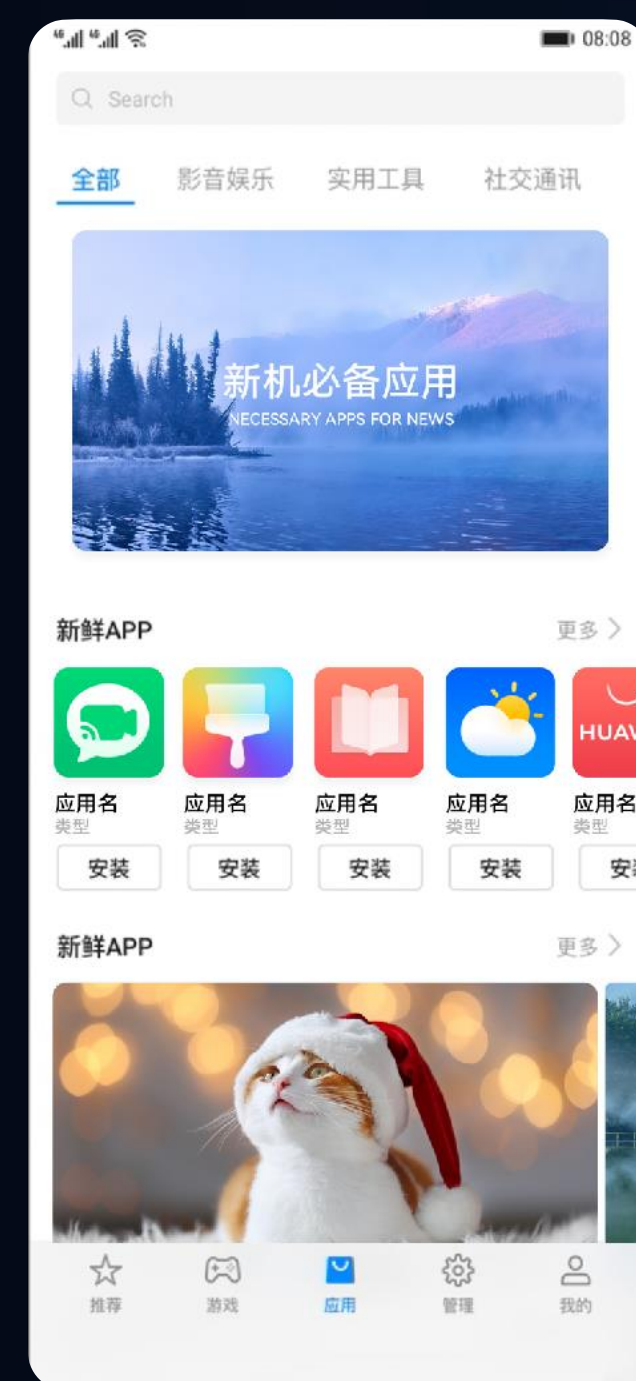 4G 4G 08:08
Search
全部 影音娱乐 实用工具 社交通讯
新机必备应用
NECESSARY APPS FOR NEWS
新鲜APP 更多
应用名 应用名 应用名 应用名 应用名
类型 类型 类型 类型 类型
安装 安装 安装 安装 安
新鲜APP 更多
推荐 游戏 应用 管理 我的